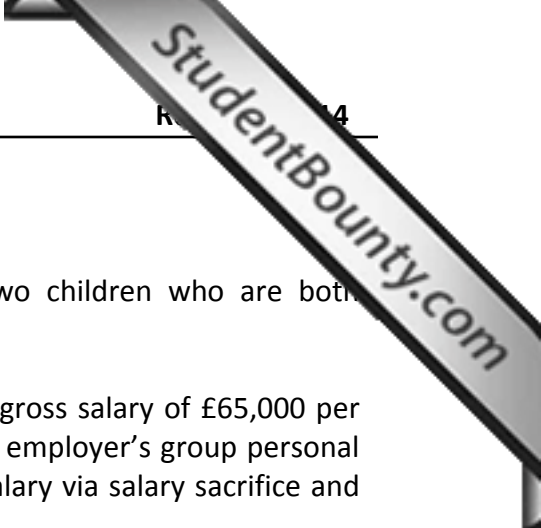 StudentBounty.com
R 4
wo children who are both
gross salary of £65,000 per
employer's group personal
alary via salary sacrifice and